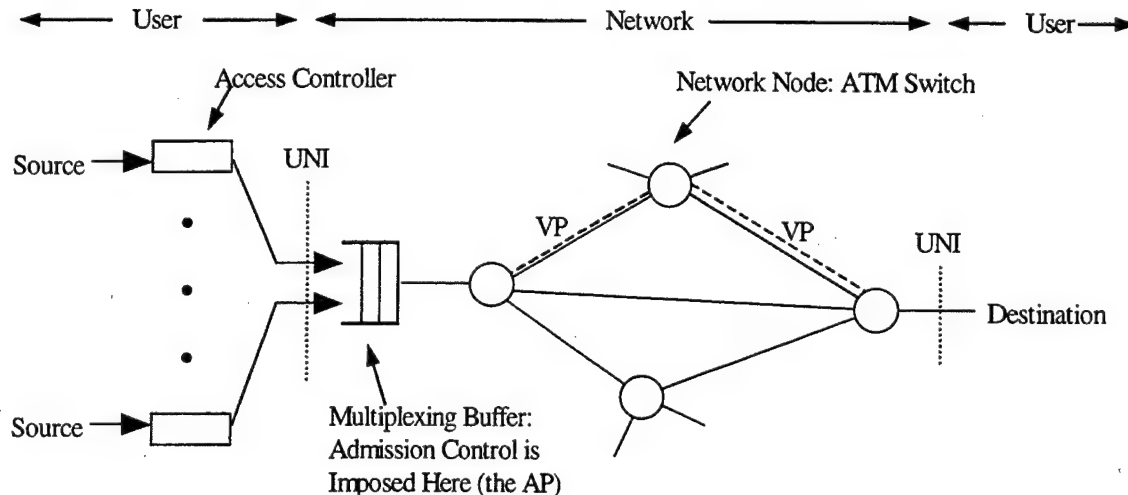 User
Network
User
Access Controller
Network Node: ATM Switch
Source
UNI
VP
VP
UNI
Destination
Source
Multiplexing Buffer:
Admission Control is
Imposed Here (the AP)